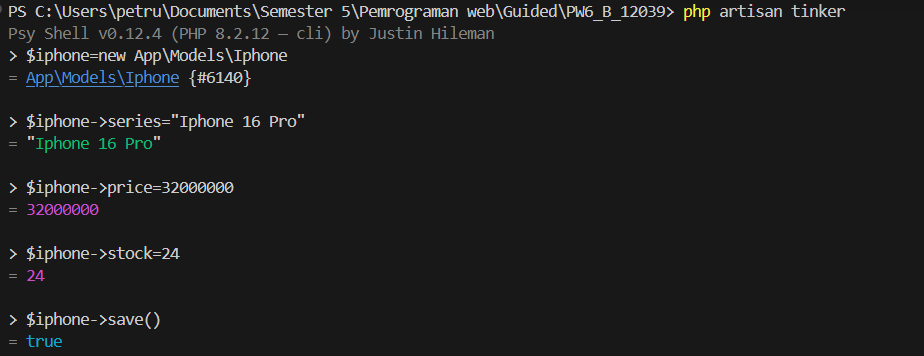 PS C:\Users\petru\Documents\Semester 5\Pemrograman web\Guided\PW6_B_12039> php artisan tinker
Psy Shell v0.12.4 (PHP 8.2.12 — cli) by Justin Hileman
> $iphone=new App\Models\Iphone
= App\Models\Iphone {#6140}
> $iphone->series="Iphone 16 Pro"
= "Iphone 16 Pro"
> $iphone->price=32000000
= 32000000
> $iphone->stock=24
= 24
> $iphone->save()
= true